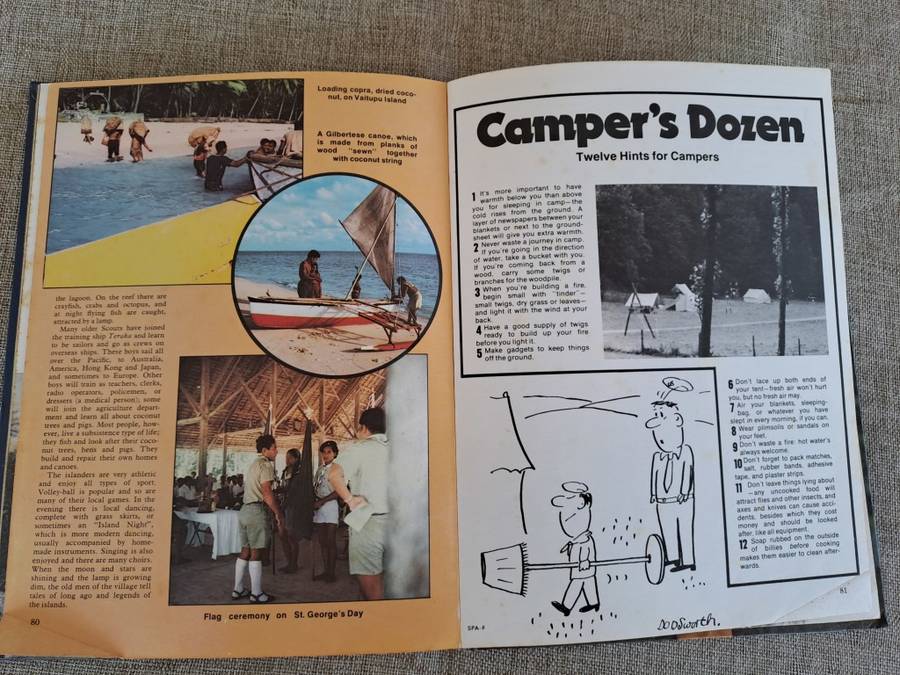 Loading copra, dried coco-
nut, on Vaitupu Island
A Gilbertese canoe, which
is made from planks of
wood "sewn" together
with coconut string
the lagoon. On the reef there are
crayfish, crabs and octopus, and
at night flying fish are caught,
attracted by a lamp.
Many older Scouts have joined
the training ship Teraka and learn
to be sailors and go as crews on
overseas ships. These boys sail all
over the Pacific, to Australia,
America, Hong Kong and Japan,
and sometimes to Europe. Other
boys will train as teachers, clerks,
radio operators, policemen, or
dressers (a medical person); some
will join the agriculture depart-
ment and learn all about coconut
trees and pigs. Most people, how-
ever, live a subsistence type of life;
they fish and look after their coco-
nut trees, hens and pigs. They
build and repair their own homes
and canoes.
The islanders are very athletic
and enjoy all types of sport.
Volley-ball is popular and so are
many of their local games. In the
evening there is local dancing,
complete with grass skirts, or
sometimes an "Island Night",
which is more modern dancing,
usually accompanied by home-
made instruments. Singing is also
enjoyed and there are many choirs.
When the moon and stars are
shining and the lamp is growing
dim, the old men of the village tell
tales of long ago and legends of
the islands.
Flag ceremony on St. George's Day
80
Camper's Dozen
Twelve Hints for Campers
1 It's more important to have
warmth below you than above
you for sleeping in camp—the
cold rises from the ground. A
layer of newspapers between your
blankets or next to the ground-
sheet will give you extra warmth.
2 Never waste a journey in camp.
If you're going in the direction
of water, take a bucket with you.
If you're coming back from a
wood, carry some twigs or
branches for the woodpile.
3 When you're building a fire,
begin small with "tinder"—
small twigs, dry grass or leaves—
and light it with the wind at your
back.
4 Have a good supply of twigs
ready to build up your fire
before you light it.
5 Make gadgets to keep things
off the ground.
6 Don't lace up both ends of
your tent—fresh air won't hurt
you, but no fresh air may.
7 Air your blankets, sleeping-
bag, or whatever you have
slept in every morning, if you can.
8 Wear plimsolls or sandals on
your feet.
9 Don't waste a fire: hot water's
always welcome.
10 Don't forget to pack matches,
salt, rubber bands, adhesive
tape, and plaster strips.
11 Don't leave things lying about
—any uncooked food will
attract flies and other insects, and
axes and knives can cause acci-
dents, besides which they cost
money and should be looked
after, like all equipment.
12 Soap rubbed on the outside
of billies before cooking
makes them easier to clean after-
wards.
Dodsworth.
81